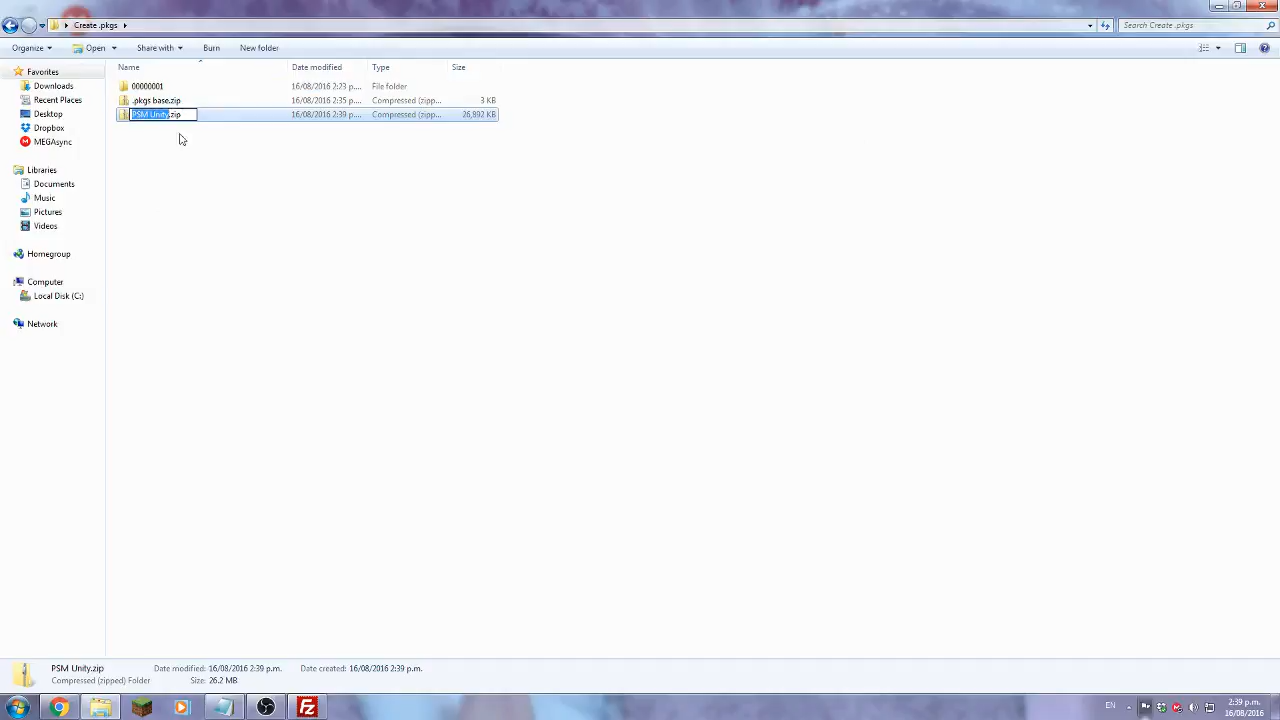 Create .pkgs
Search Create .pkgs
Organize Open Share with Burn New folder
Name Date modified Type Size
Favorites
Downloads
Recent Places
Desktop
Dropbox
MEGAsync
Libraries
Documents
Music
Pictures
Videos
Homegroup
Computer
Local Disk (C:)
Network
00000001 16/08/2016 2:23 p.... File folder
.pkgs base.zip 16/08/2016 2:35 p.... Compressed (zipp... 3 KB
PSM Unity.zip 16/08/2016 2:39 p.... Compressed (zipp... 26,892 KB
PSM Unity.zip Date modified: 16/08/2016 2:39 p.m. Date created: 16/08/2016 2:39 p.m.
Compressed (zipped) Folder Size: 26.2 MB
EN
2:39 p.m.
16/08/2016